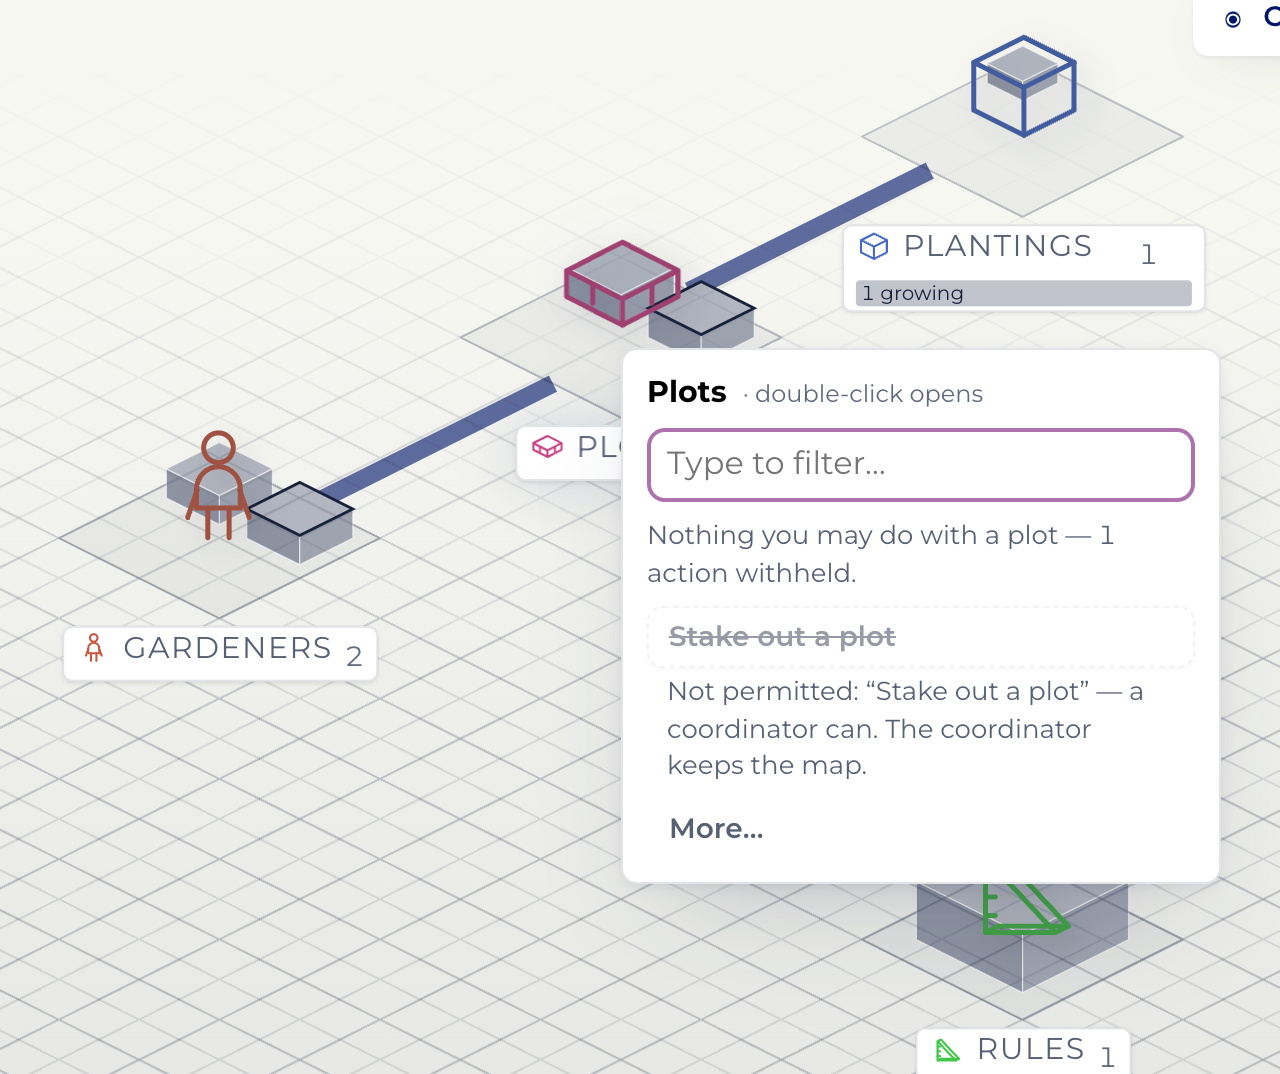 PLANTINGS 1
1 growing
PL
Plots · double-click opens
Type to filter...
Nothing you may do with a plot — 1
action withheld.
Stake out a plot
Not permitted: “Stake out a plot” — a
coordinator can. The coordinator
keeps the map.
More...
GARDENERS 2
RULES 1